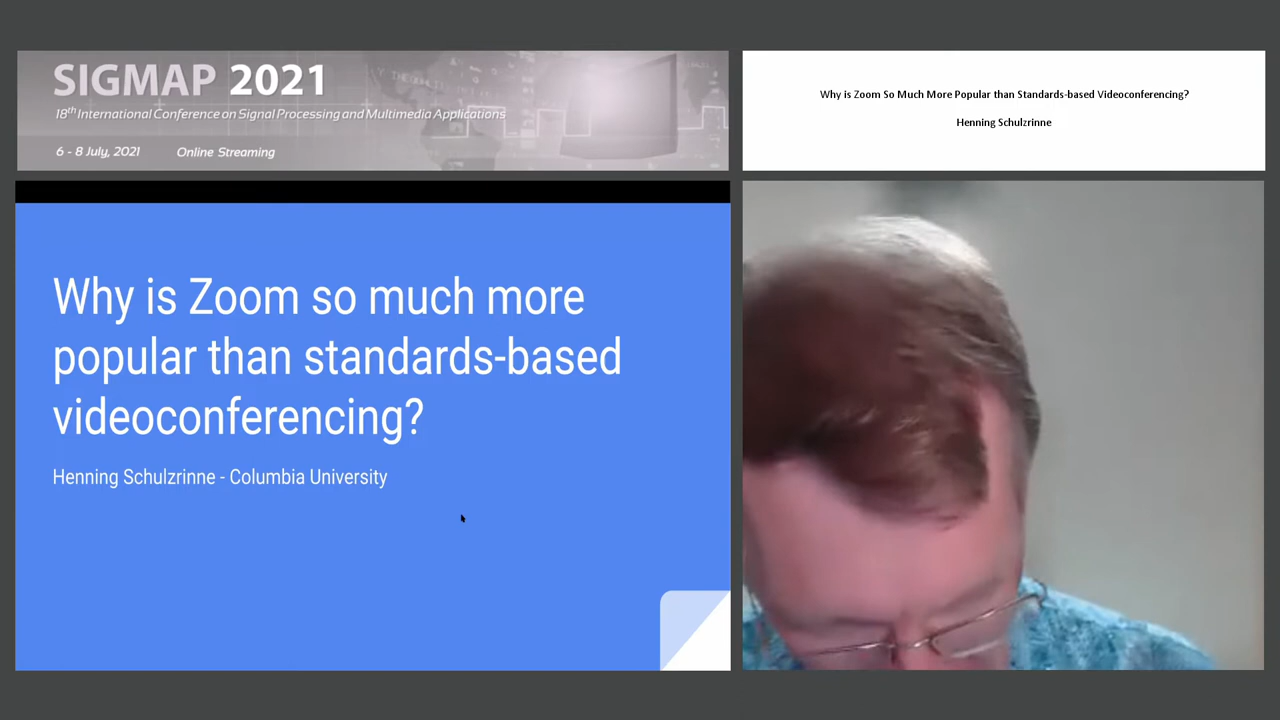 SIGMAP 2021
18th International Conference on Signal Processing and Multimedia Applications
6 - 8 July, 2021 Online Streaming
Why is Zoom So Much More Popular than Standards-based Videoconferencing?
Henning Schulzrinne
Why is Zoom so much more
popular than standards-based
videoconferencing?
Henning Schulzrinne - Columbia University